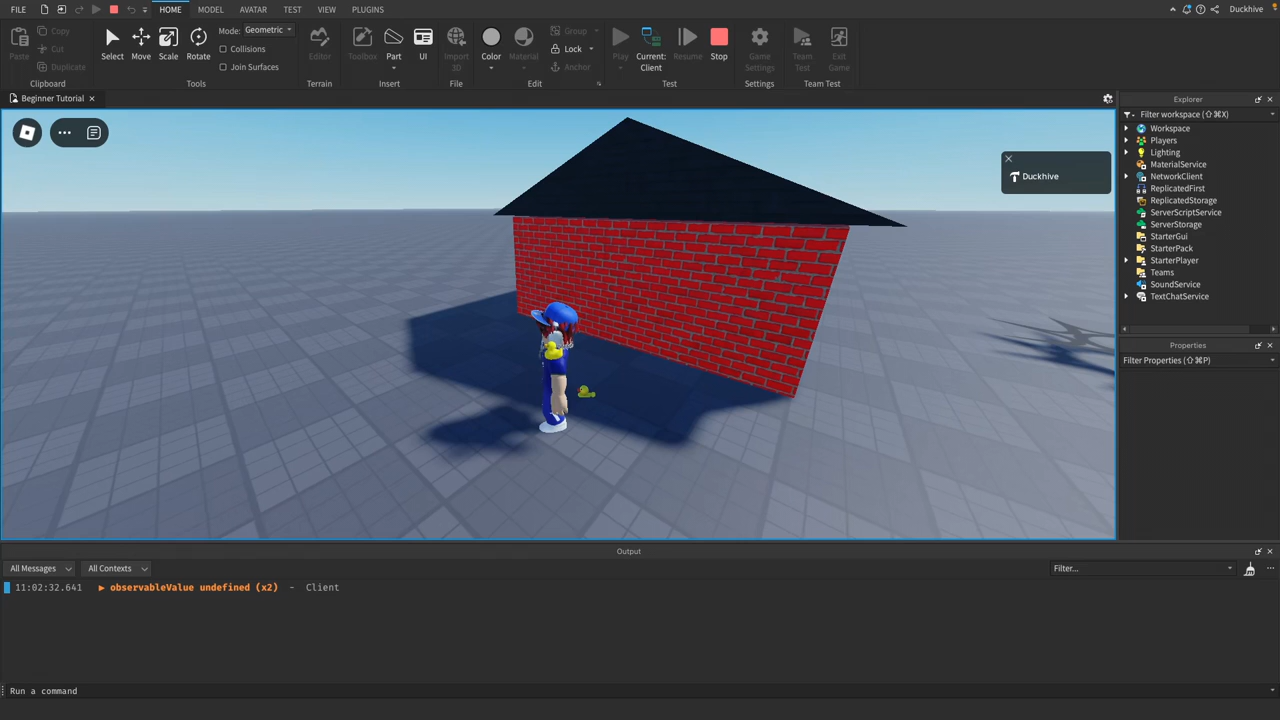 FILE HOME MODEL AVATAR TEST VIEW PLUGINS Duckhive
Paste Copy Cut Duplicate Clipboard
Select Move Scale Rotate Mode: Geometric Collisions Join Surfaces Tools
Editor Terrain
Toolbox Part UI Insert
Import 3D File
Color Material Group Lock Anchor Edit
Play Current: Client Resume Stop Test
Game Settings Settings
Team Test Exit Game Team Test
Beginner Tutorial
Duckhive
Explorer
Filter workspace (⇧⌘X)
Workspace
Players
Lighting
MaterialService
NetworkClient
ReplicatedFirst
ReplicatedStorage
ServerScriptService
ServerStorage
StarterGui
StarterPack
StarterPlayer
Teams
SoundService
TextChatService
Properties
Filter Properties (⇧⌘P)
Output
All Messages All Contexts Filter...
11:02:32.641 ▶ observableValue undefined (x2) - Client
Run a command